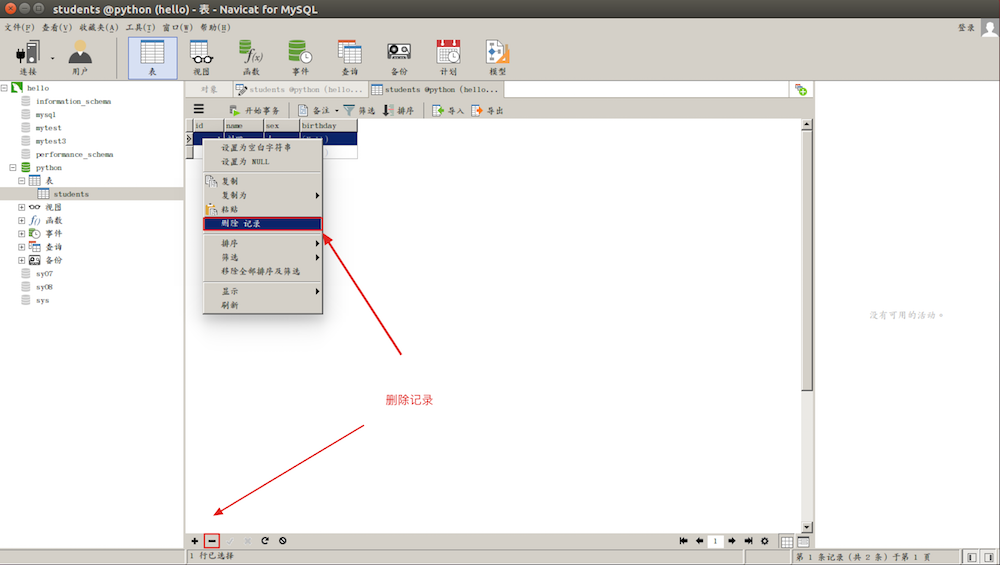 students @python (hello) - 表 - Navicat for MySQL
文件(F) 查看(V) 收藏夹(A) 工具(T) 窗口(W) 帮助(H)
登录
连接 用户 表 视图 函数 事件 查询 备份 计划 模型
hello
information_schema
mysql
mytest
mytest3
performance_schema
python
表
students
视图
函数
事件
查询
备份
sy07
sy08
sys
对象 students @python (hello... students @python (hello...
开始事务 备注 筛选 排序 导入 导出
id name sex birthday
设置为空白字符串
设置为 NULL
复制
复制为
粘贴
删除 记录
排序
筛选
移除全部排序及筛选
显示
刷新
删除记录
没有可用的活动。
1
1 行已选择
第 1 条记录 (共 2 条) 于第 1 页